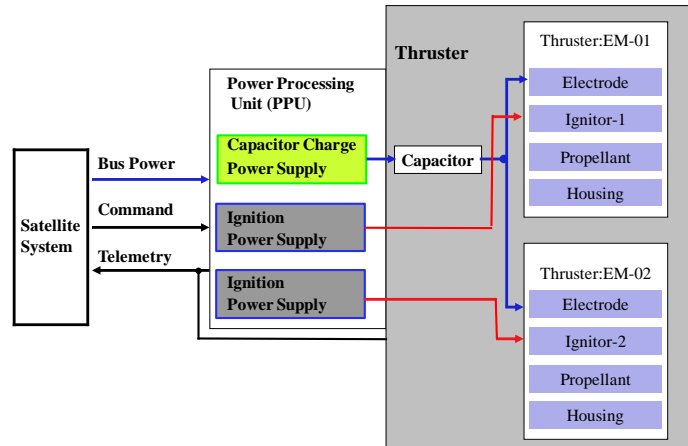 Thruster
Thruster:EM-01
Electrode
Ignitor-1
Propellant
Housing
Power Processing
Unit (PPU)
Capacitor Charge
Power Supply
Capacitor
Bus Power
Command
Telemetry
Satellite
System
Ignition
Power Supply
Ignition
Power Supply
Thruster:EM-02
Electrode
Ignitor-2
Propellant
Housing